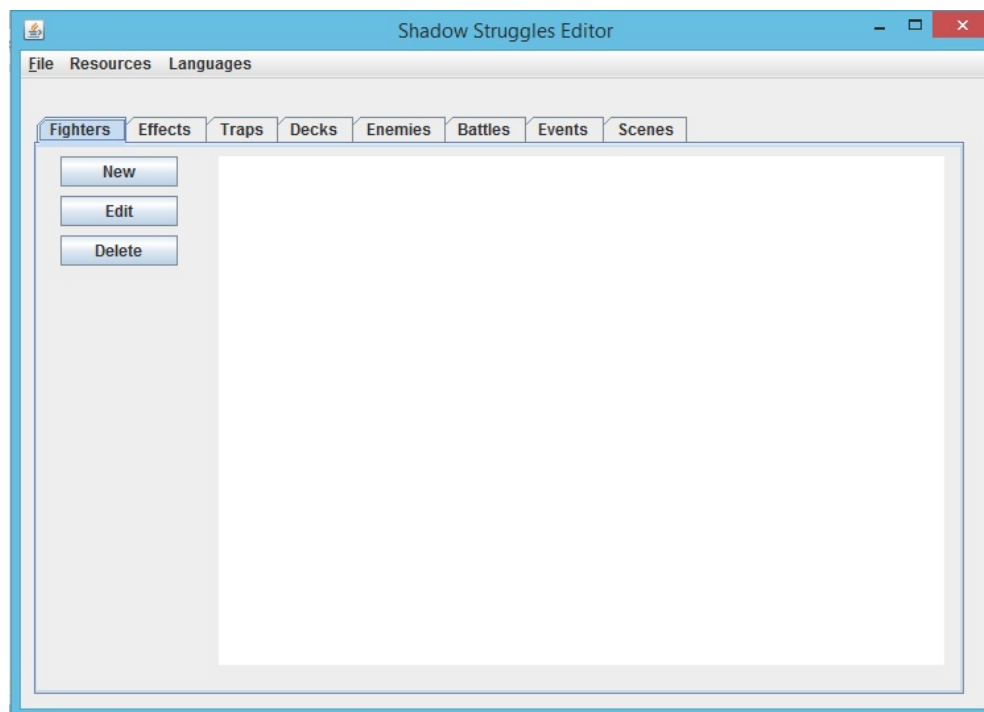 Shadow Struggles Editor
File Resources Languages
Fighters Effects Traps Decks Enemies Battles Events Scenes
New
Edit
Delete